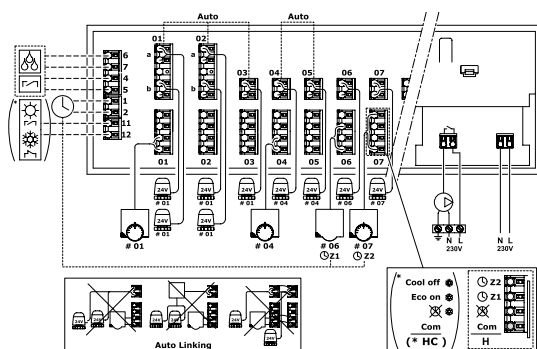 Auto
Auto
01
02
03
04
05
06
07
a
a
b
b
6
7
4
5
1
2
11
12
*
01
02
03
04
05
06
07
24V
24V
24V
24V
24V
24V
24V
# 01
# 01
# 01
# 04
# 04
# 06
# 07
24V
24V
# 01
# 01
# 01
# 04
# 06
# 07
Z1
Z2
N L
230V
N L
230V
Auto Linking
*
Cool off
Eco on
Com
(* HC )
Z2
Z1
Com
H